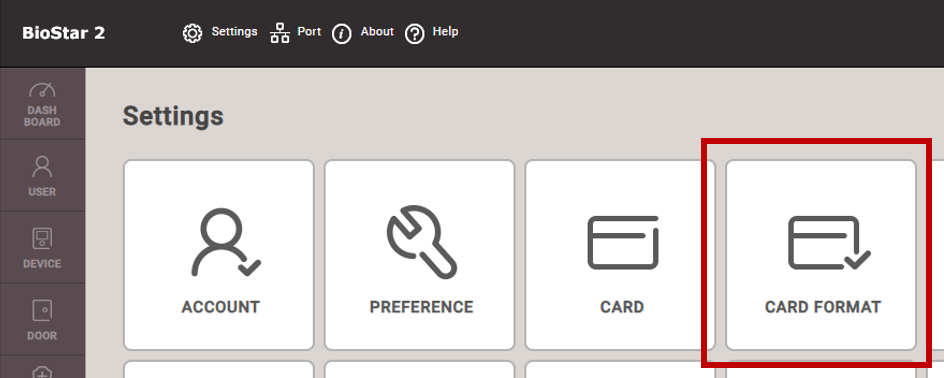 BioStar 2
Settings
Port
About
Help
DASH
BOARD
USER
DEVICE
DOOR
Settings
ACCOUNT
PREFERENCE
CARD
CARD FORMAT